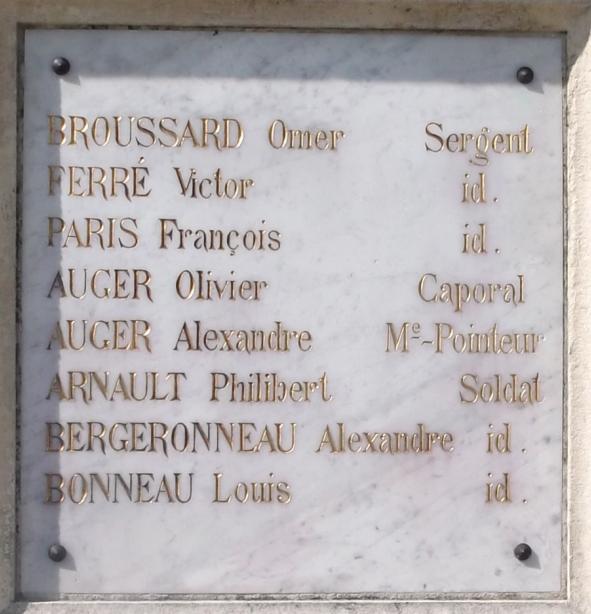 BROUSSARD Omer Sergent
FERRÉ Victor id.
PARIS François id.
AUGER Olivier Caporal
AUGER Alexandre Me-Pointeur
ARNAULT Philibert Soldat
BERGERONNEAU Alexandre id.
BONNEAU Louis id.